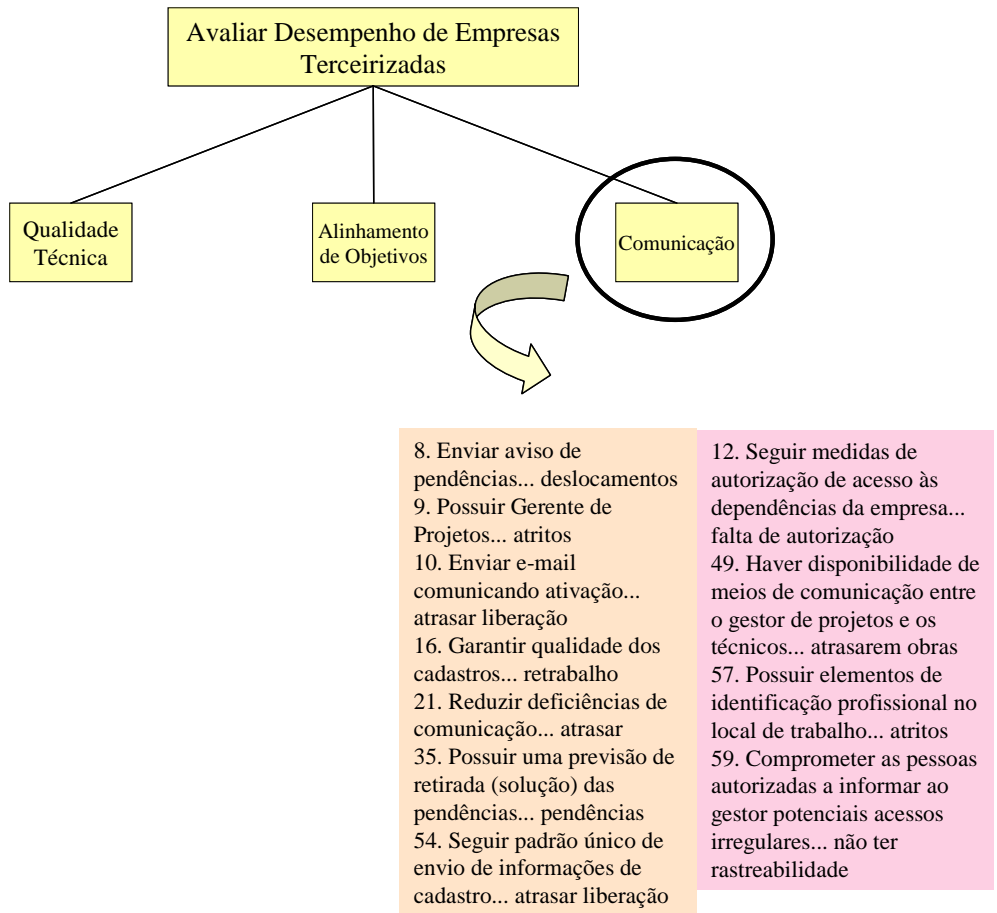 Avaliar Desempenho de Empresas
Terceirizadas
Qualidade
Técnica
Alinhamento
de Objetivos
Comunicação
8. Enviar aviso de
pendências... deslocamentos
9. Possuir Gerente de
Projetos... atritos
10. Enviar e-mail
comunicando ativação...
atrasar liberação
16. Garantir qualidade dos
cadastros... retrabalho
21. Reduzir deficiências de
comunicação... atrasar
35. Possuir uma previsão de
retirada (solução) das
pendências... pendências
54. Seguir padrão único de
envio de informações de
cadastro... atrasar liberação
12. Seguir medidas de
autorização de acesso às
dependências da empresa...
falta de autorização
49. Haver disponibilidade de
meios de comunicação entre
o gestor de projetos e os
técnicos... atrasarem obras
57. Possuir elementos de
identificação profissional no
local de trabalho... atritos
59. Comprometer as pessoas
autorizadas a informar ao
gestor potenciais acessos
irregulares... não ter
rastreabilidade